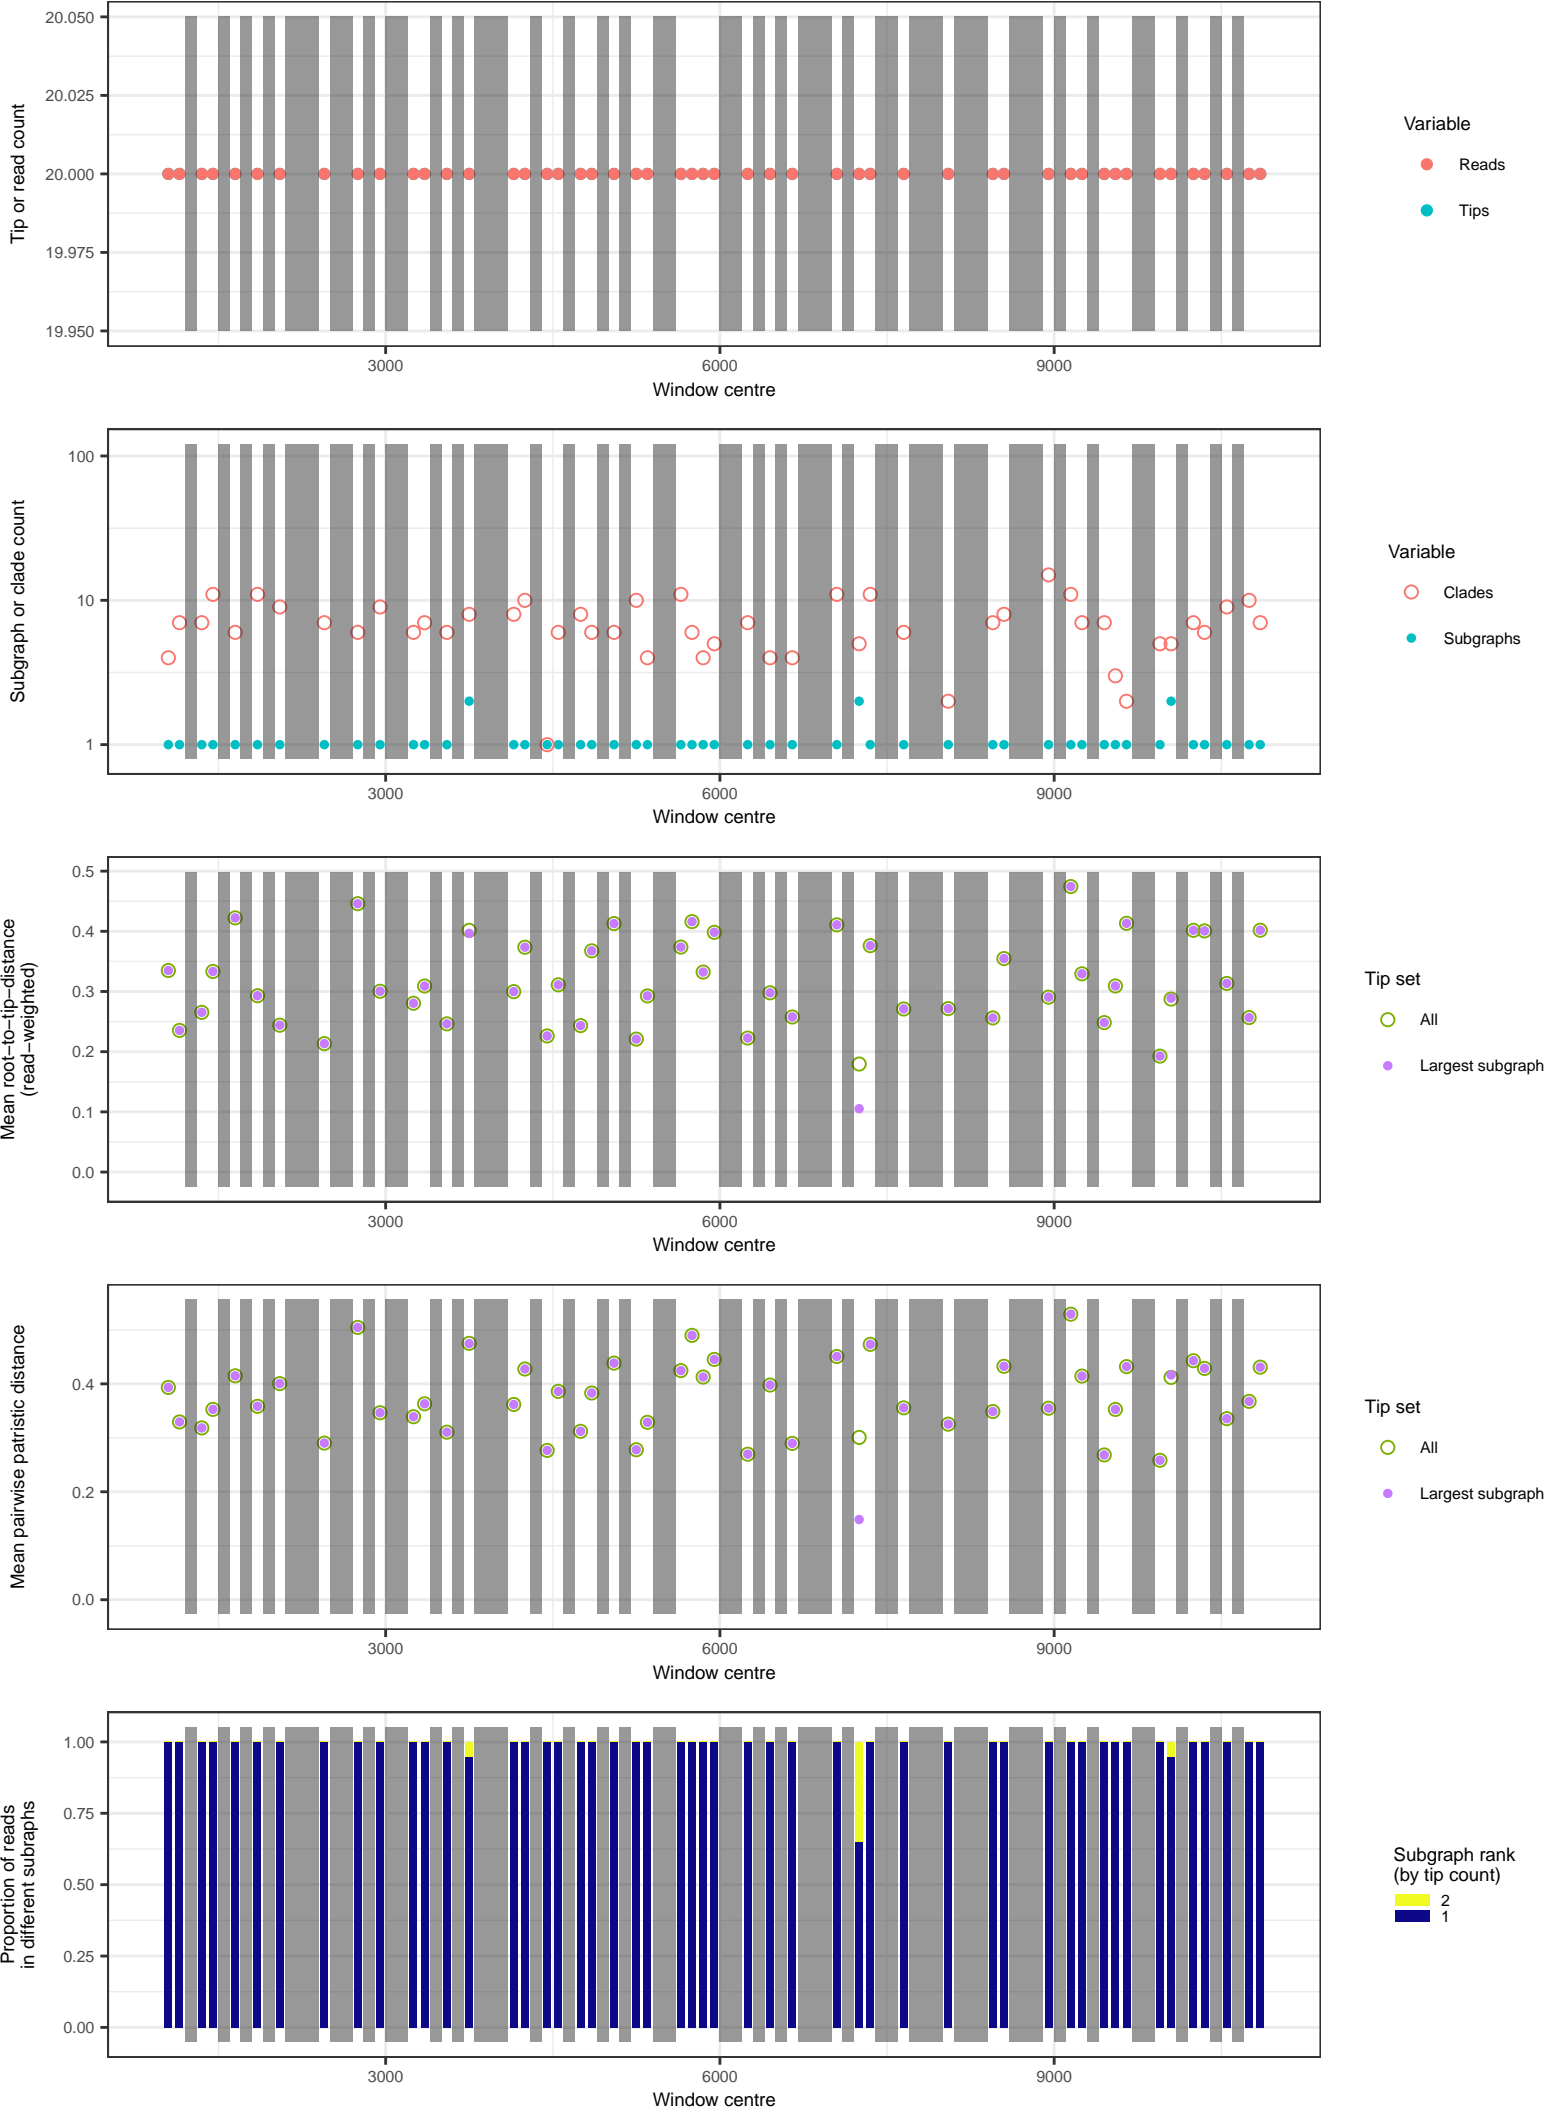 20.050
20.025
20.000
19.975
19.950
Tip or read count
3000
6000
9000
Window centre
Variable
Reads
Tips
100
10
1
Subgraph or clade count
3000
6000
9000
Window centre
Variable
Clades
Subgraphs
0.5
0.4
0.3
0.2
0.1
0.0
Mean root−to−tip−distance
(read−weighted)
3000
6000
9000
Window centre
Tip set
All
Largest subgraph
0.4
0.2
0.0
Mean pairwise patristic distance
3000
6000
9000
Window centre
Tip set
All
Largest subgraph
1.00
0.75
0.50
0.25
0.00
Proportion of reads
in different subraphs
3000
6000
9000
Window centre
Subgraph rank
(by tip count)
2
1